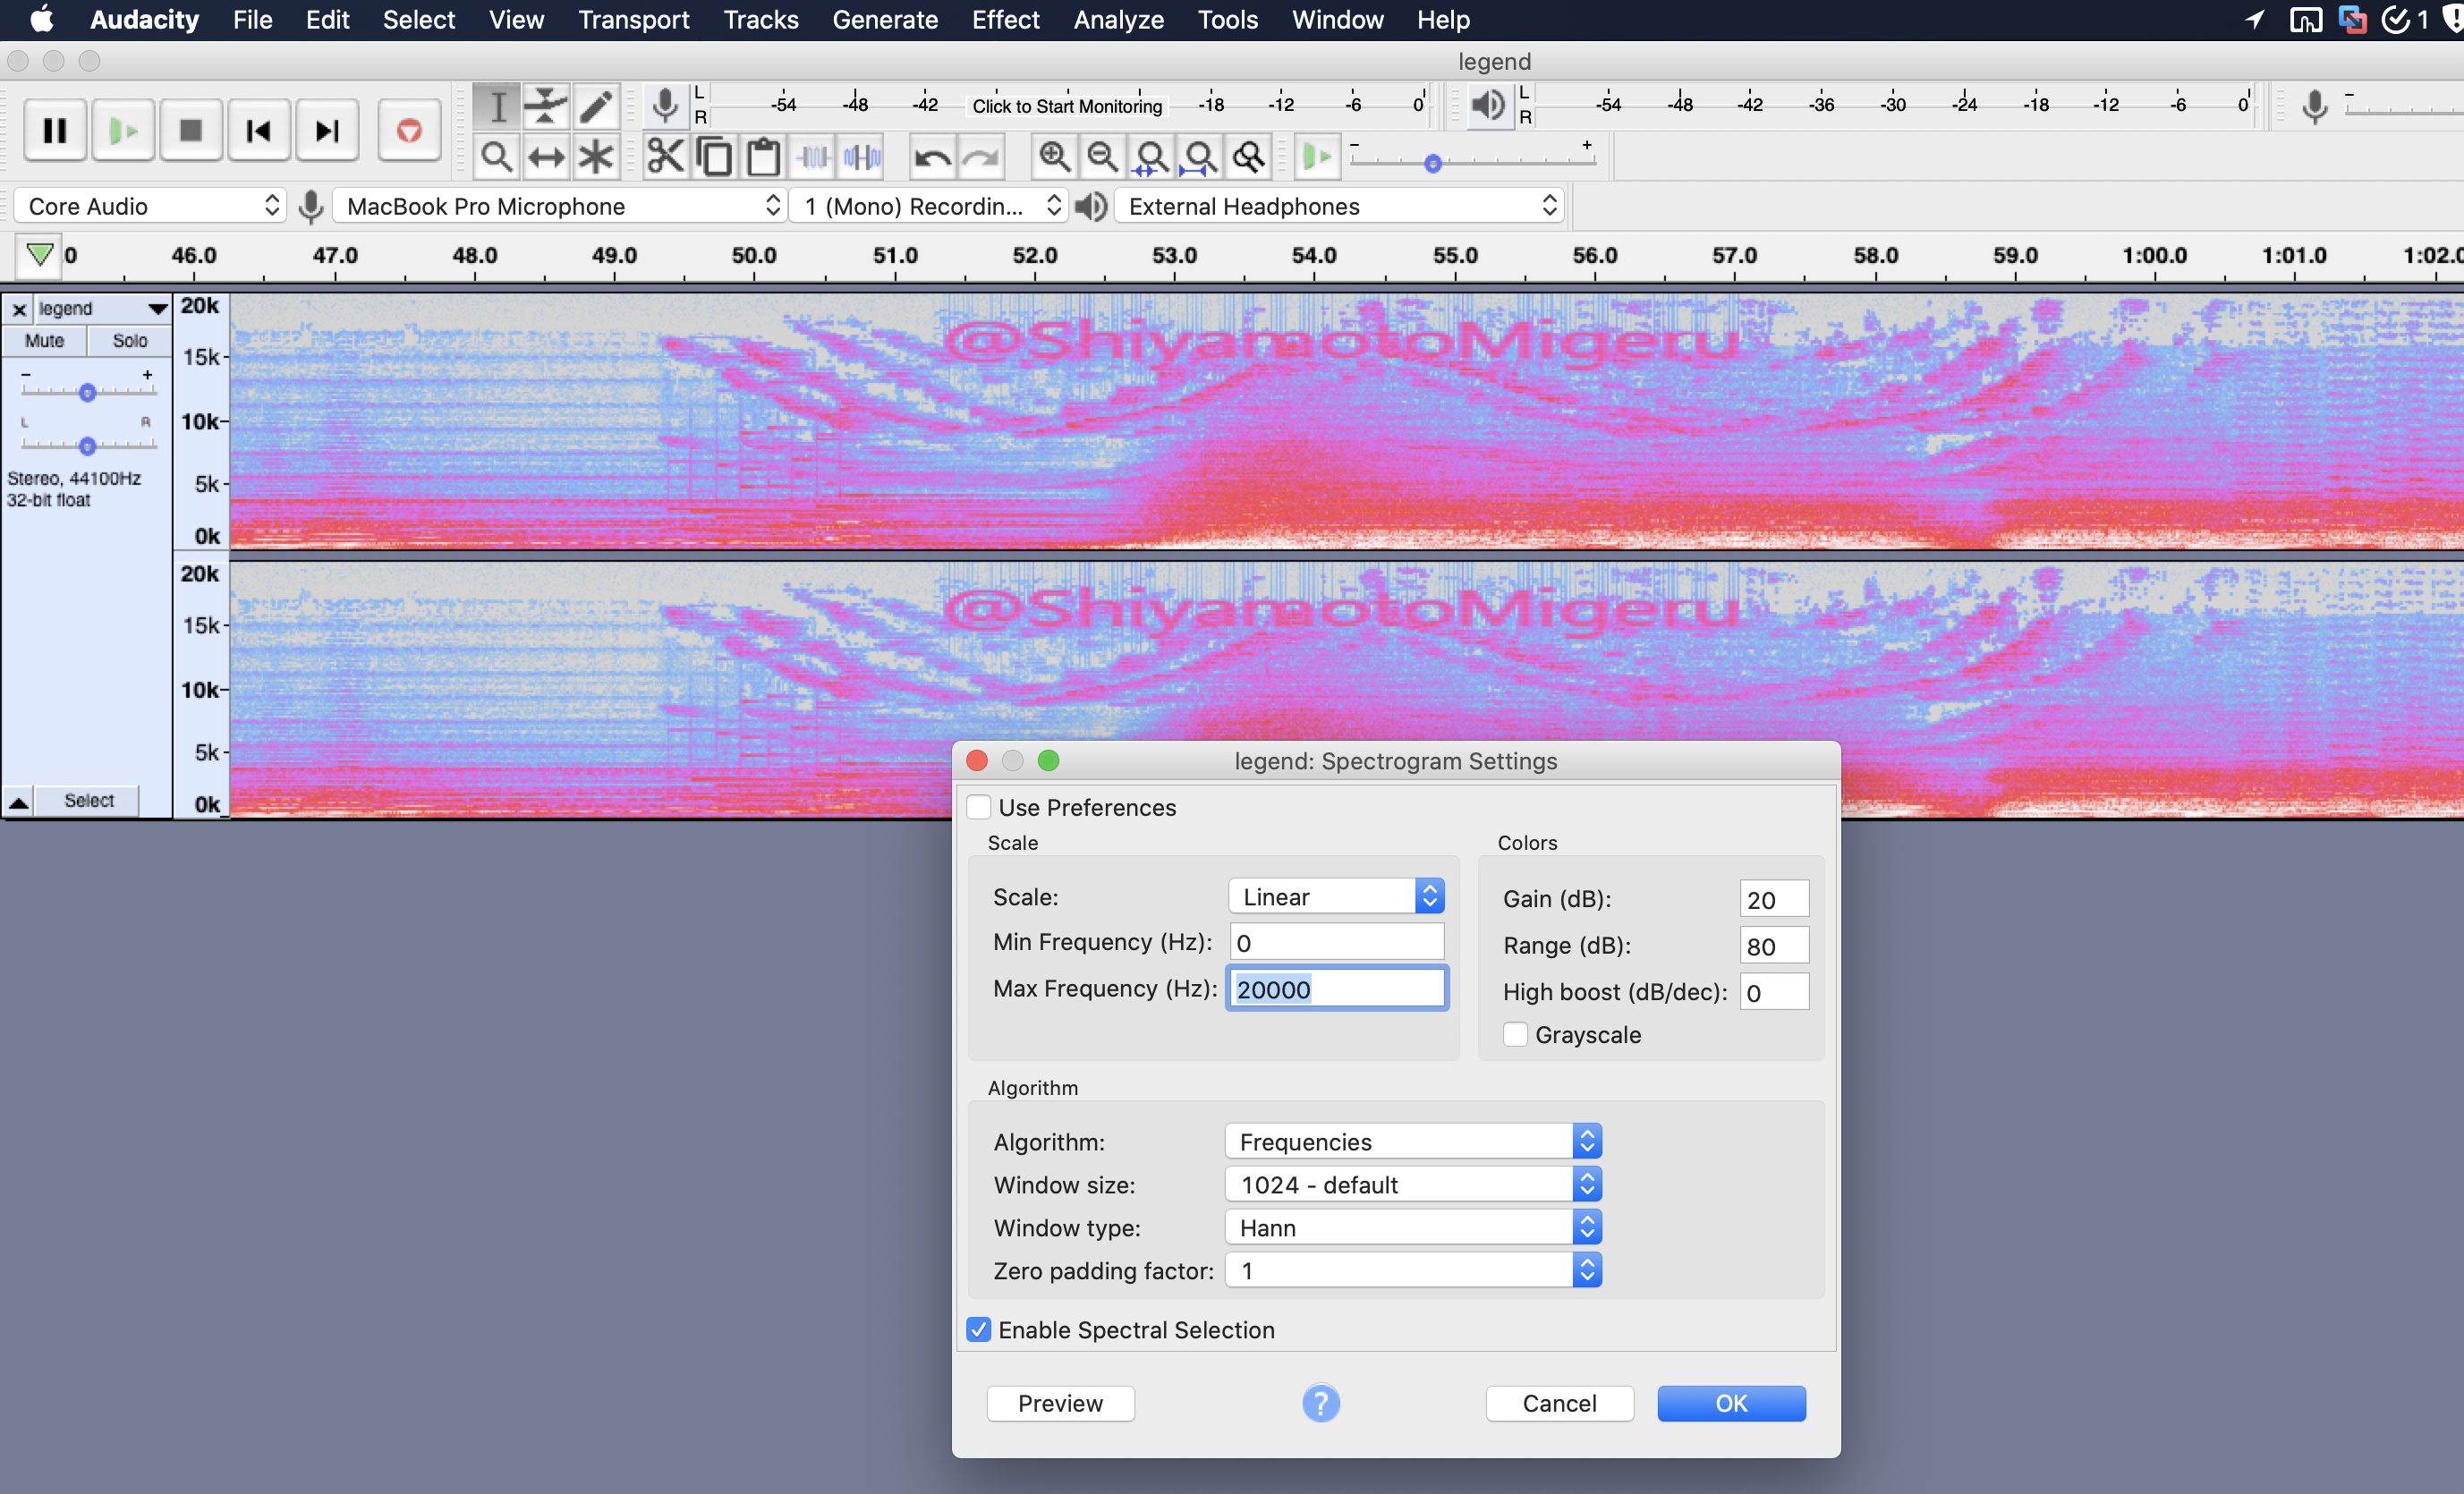 Audacity File Edit Select View Transport Tracks Generate Effect Analyze Tools Window Help 1
legend
L R -54 -48 -42 Click to Start Monitoring -18 -12 -6 0 L R -54 -48 -42 -36 -30 -24 -18 -12 -6 0 -
- +
Core Audio MacBook Pro Microphone 1 (Mono) Recordin... External Headphones
.0 46.0 47.0 48.0 49.0 50.0 51.0 52.0 53.0 54.0 55.0 56.0 57.0 58.0 59.0 1:00.0 1:01.0 1:02.0
legend
Mute Solo
- +
L R
Stereo, 44100Hz
32-bit float
Select
20k
15k
10k
5k
0k
@ShiyamotoMigeru
20k
15k
10k
5k
0k
@ShiyamotoMigeru
legend: Spectrogram Settings
Use Preferences
Scale
Scale: Linear
Min Frequency (Hz): 0
Max Frequency (Hz): 20000
Colors
Gain (dB): 20
Range (dB): 80
High boost (dB/dec): 0
Grayscale
Algorithm
Algorithm: Frequencies
Window size: 1024 - default
Window type: Hann
Zero padding factor: 1
Enable Spectral Selection
Preview ? Cancel OK